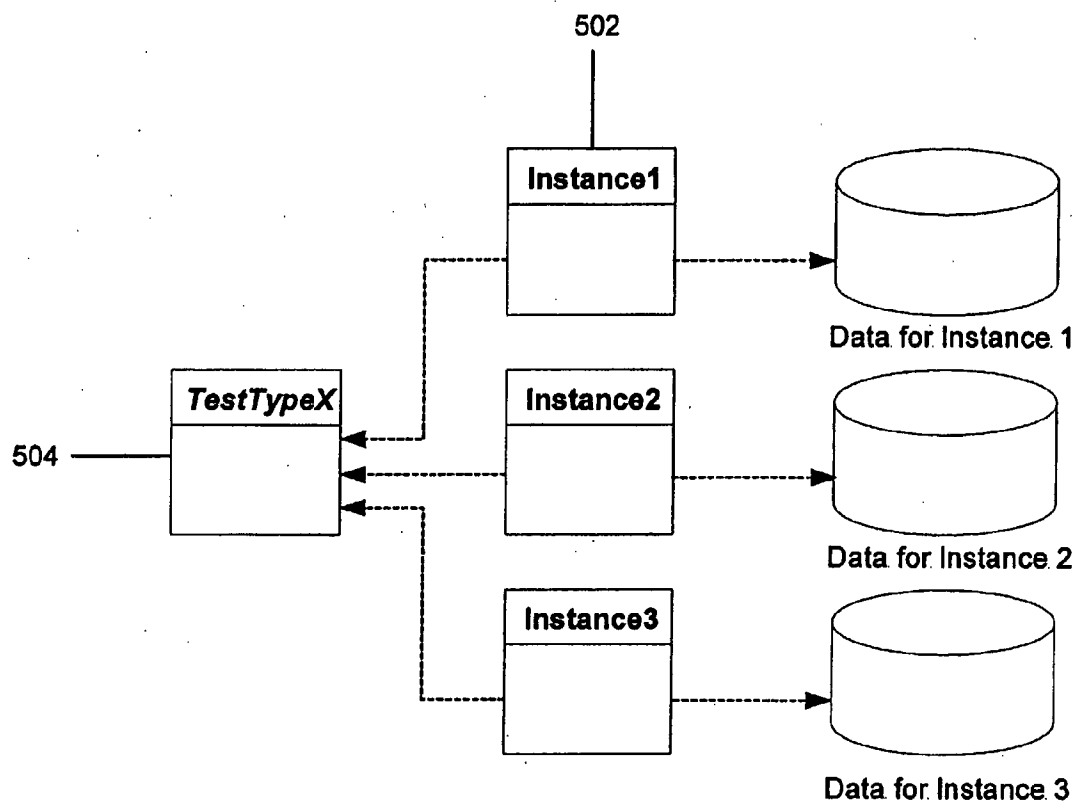 502
Instance1
Data for Instance 1
TestTypeX
Instance2
504
Data for Instance 2
Instance3
Data for Instance 3